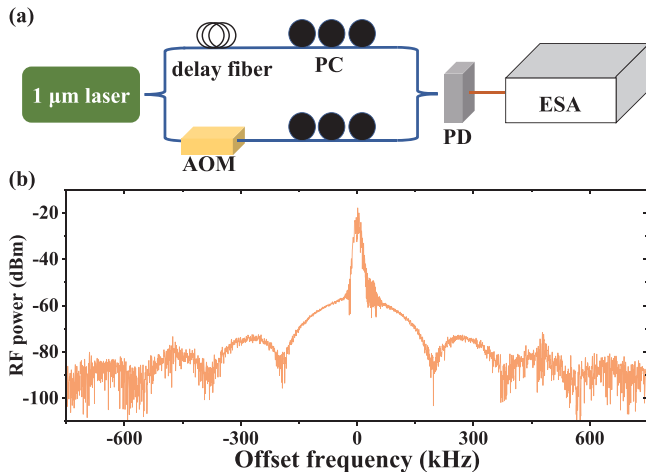 (a)
delay fiber
PC
1 μm laser
AOM
PD
ESA
(b)
RF power (dBm)
-20
-40
-60
-80
-100
-600
-300
0
300
600
Offset frequency (kHz)